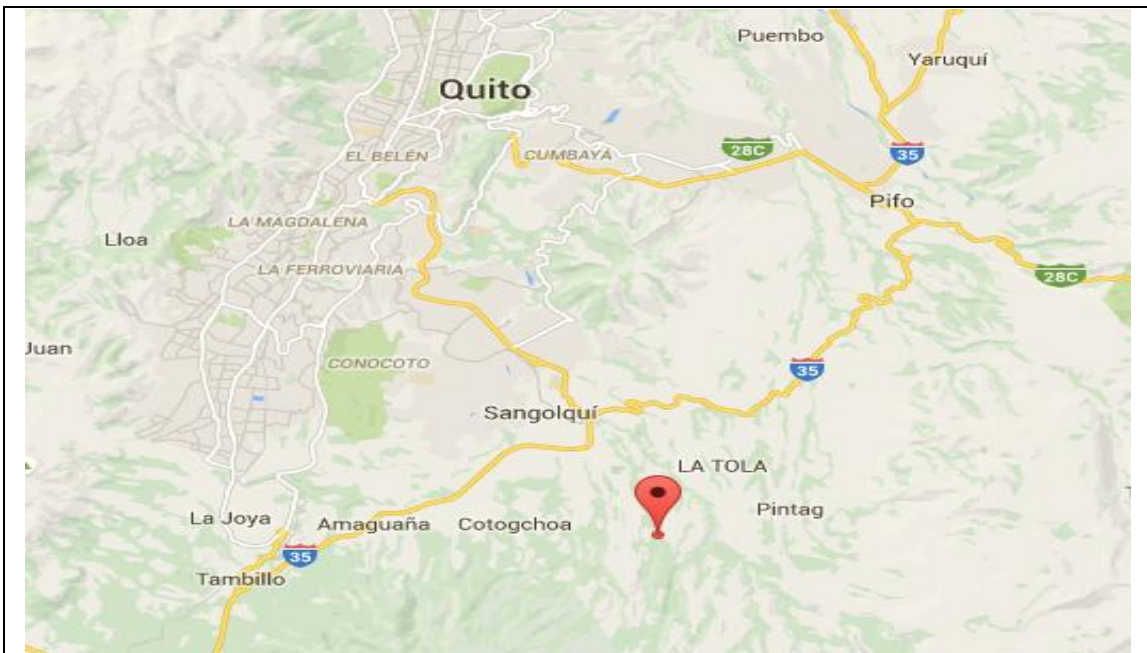 Puembo
Yaruquí
Quito
EL BELÉN
CUMBAYÁ
28C
35
Pifo
LA MAGDALENA
Lloa
LA FERROVIARIA
28C
Juan
CONOCOTO
35
Sangolquí
LA TOLA
Pintag
La Joya
Amaguaña
Cotogchoa
35
Tambillo